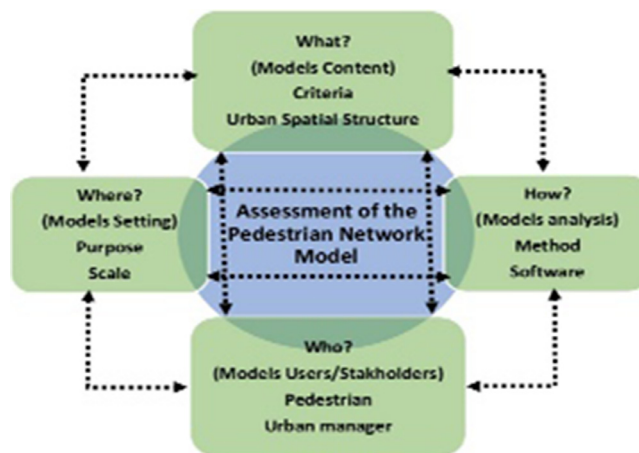 What?
(Models Content)
Criteria
Urban Spatial Structure
Where?
(Models Setting)
Purpose
Scale
Assessment of the
Pedestrian Network
Model
How?
(Models analysis)
Method
Software
Who?
(Models Users/Stakholders)
Pedestrian
Urban manager